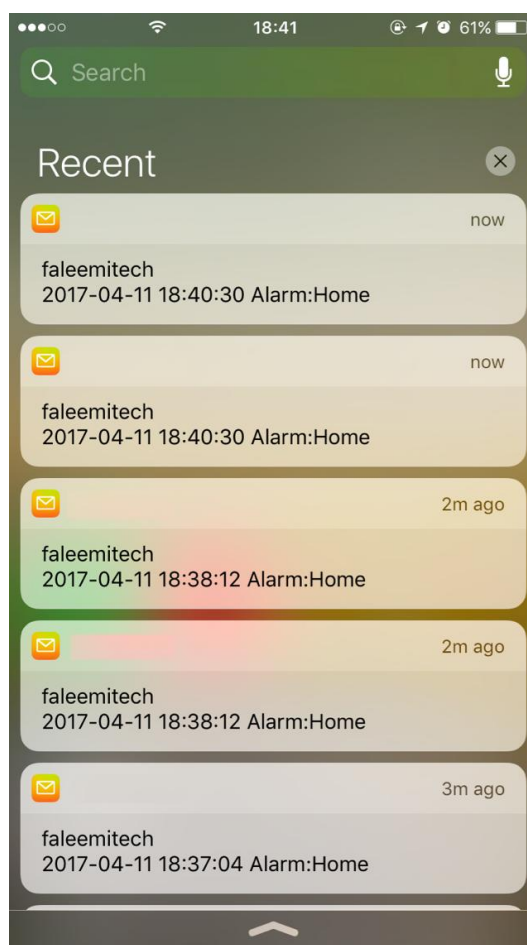 18:41
61%
Search
Recent
now
faleemitech
2017-04-11 18:40:30 Alarm:Home
now
faleemitech
2017-04-11 18:40:30 Alarm:Home
2m ago
faleemitech
2017-04-11 18:38:12 Alarm:Home
2m ago
faleemitech
2017-04-11 18:38:12 Alarm:Home
3m ago
faleemitech
2017-04-11 18:37:04 Alarm:Home